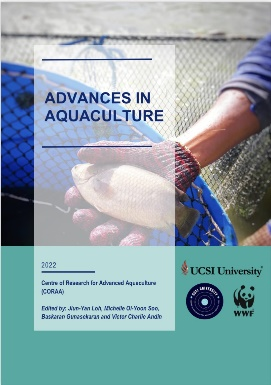 ADVANCES IN
AQUACULTURE
2022
Centre of Research for Advanced Aquaculture
(CORAA)
Edited by: Jiun-Yan Loh, Michelle Oi-Yoon Soo,
Baskaran Gunasekaran and Victor Charlie Andin
UCSI University
WWF